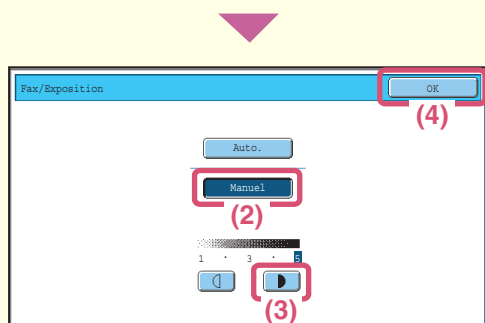 Fax/Exposition OK
(4)
Auto.
Manuel
(2)
1 · 3 · 5
(3)